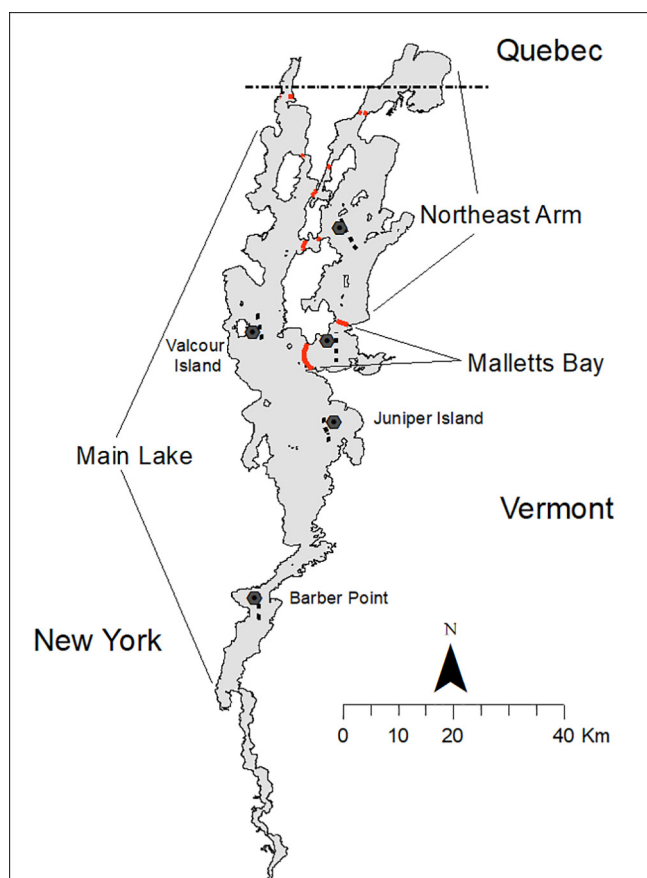 Quebec
Northeast Arm
Valcour
Island
Malletts Bay
Juniper Island
Main Lake
Vermont
Barber Point
New York
N
0 10 20 40 Km